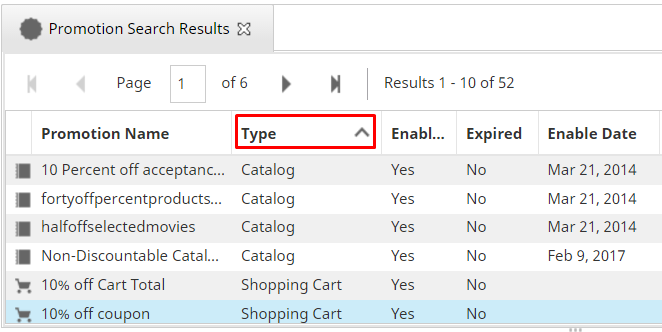 Promotion Search Results
Page 1 of 6 Results 1 - 10 of 52
Promotion Name Type Enabl... Expired Enable Date
10 Percent off acceptanc... Catalog Yes No Mar 21, 2014
fortyoffpercentproducts... Catalog Yes No Mar 21, 2014
halfoffselectedmovies Catalog Yes No Mar 21, 2014
Non-Discountable Catal... Catalog Yes No Feb 9, 2017
10% off Cart Total Shopping Cart Yes No
10% off coupon Shopping Cart Yes No